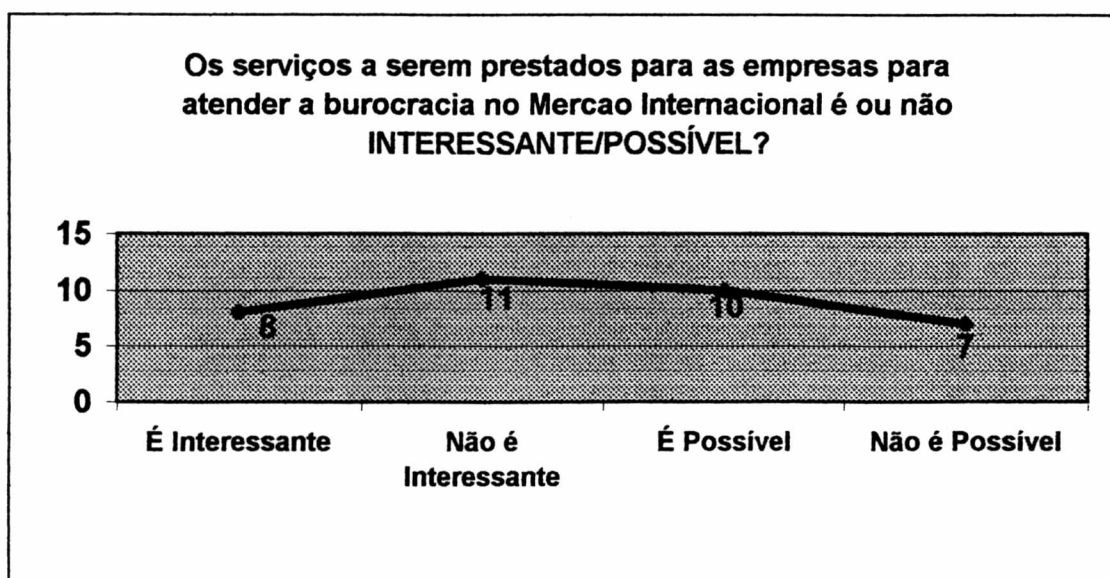 Os serviços a serem prestados para as empresas para
atender a burocracia no Mercao Internacional é ou não
INTERESSANTE/POSSÍVEL?
15
10
5
0
8
11
10
7
É Interessante
Não é
Interessante
É Possível
Não é Possível